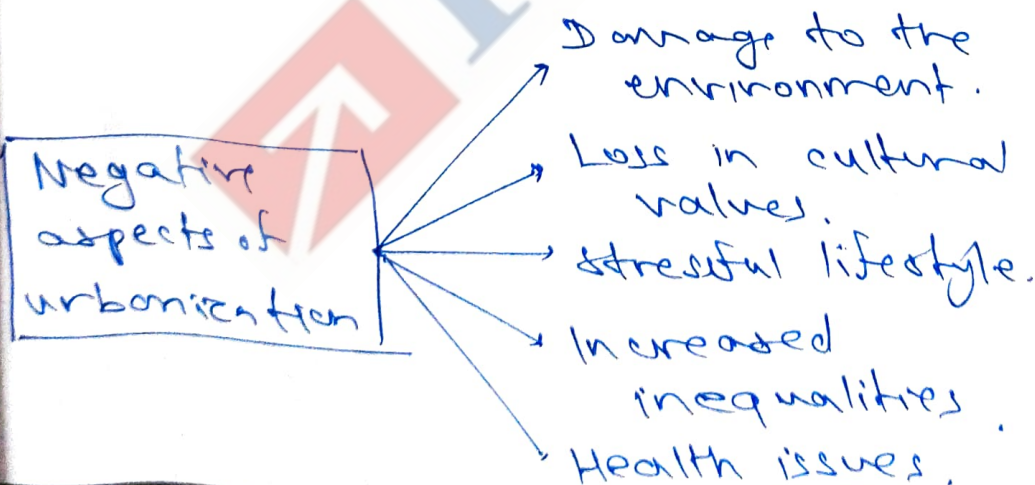 Negative
aspects of
urbanization
Damage to the
environment.
Loss in cultural
values.
Stressful lifestyle.
Increased
inequalities.
Health issues.